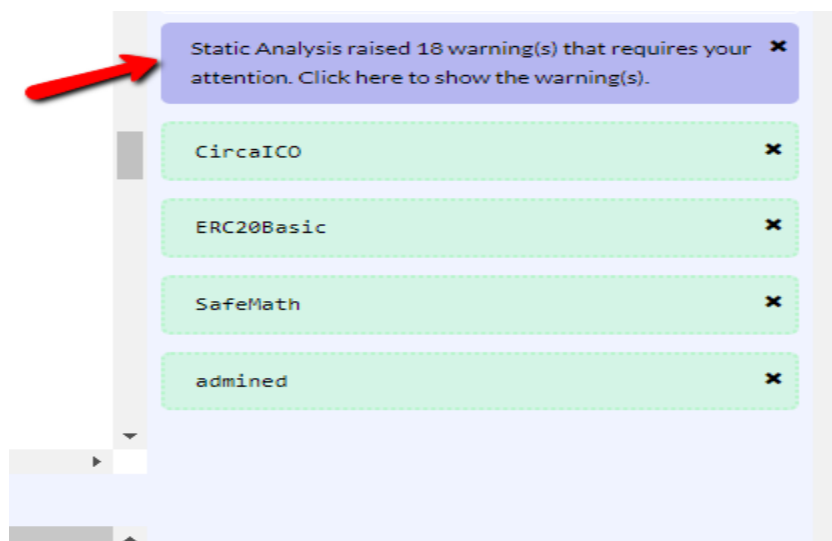 Static Analysis raised 18 warning(s) that requires your
attention. Click here to show the warning(s).
CircaICO
ERC20Basic
SafeMath
admined